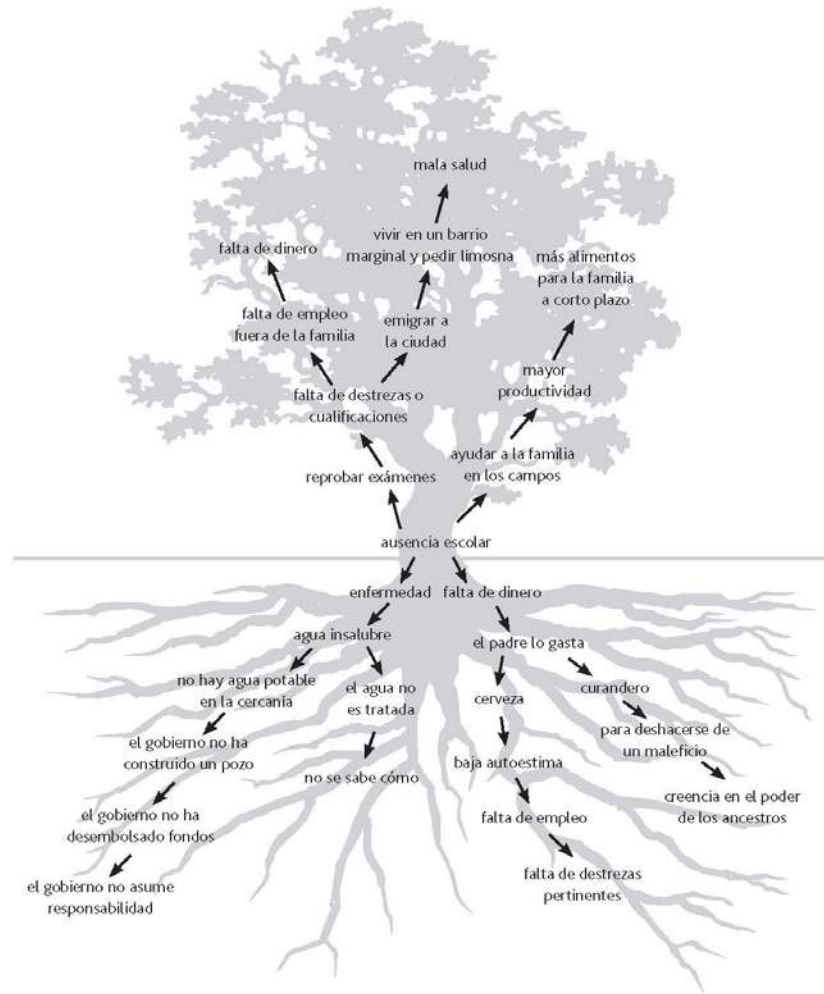 mala salud
falta de dinero
vivir en un barrio
marginal y pedir limosna
más alimentos
para la familia
a corto plazo
falta de empleo
fuera de la familia
emigrar a
la ciudad
mayor
productividad
falta de destrezas o
cualificaciones
ayudar a la familia
en los campos
reprobar exámenes
ausencia escolar
enfermedad
falta de dinero
agua insalubre
el padre lo gasta
no hay agua potable
en la cercania
el agua no
es tratada
cerveza
curandero
el gobierno no ha
construido un pozo
para deshacerse de
un maleficio
baja autoestima
no se sabe cómo
creencia en el poder
de los ancestros
el gobierno no ha
desembolsado fondos
falta de empleo
falta de destrezas
pertinentes
el gobierno no asume
responsabilidad